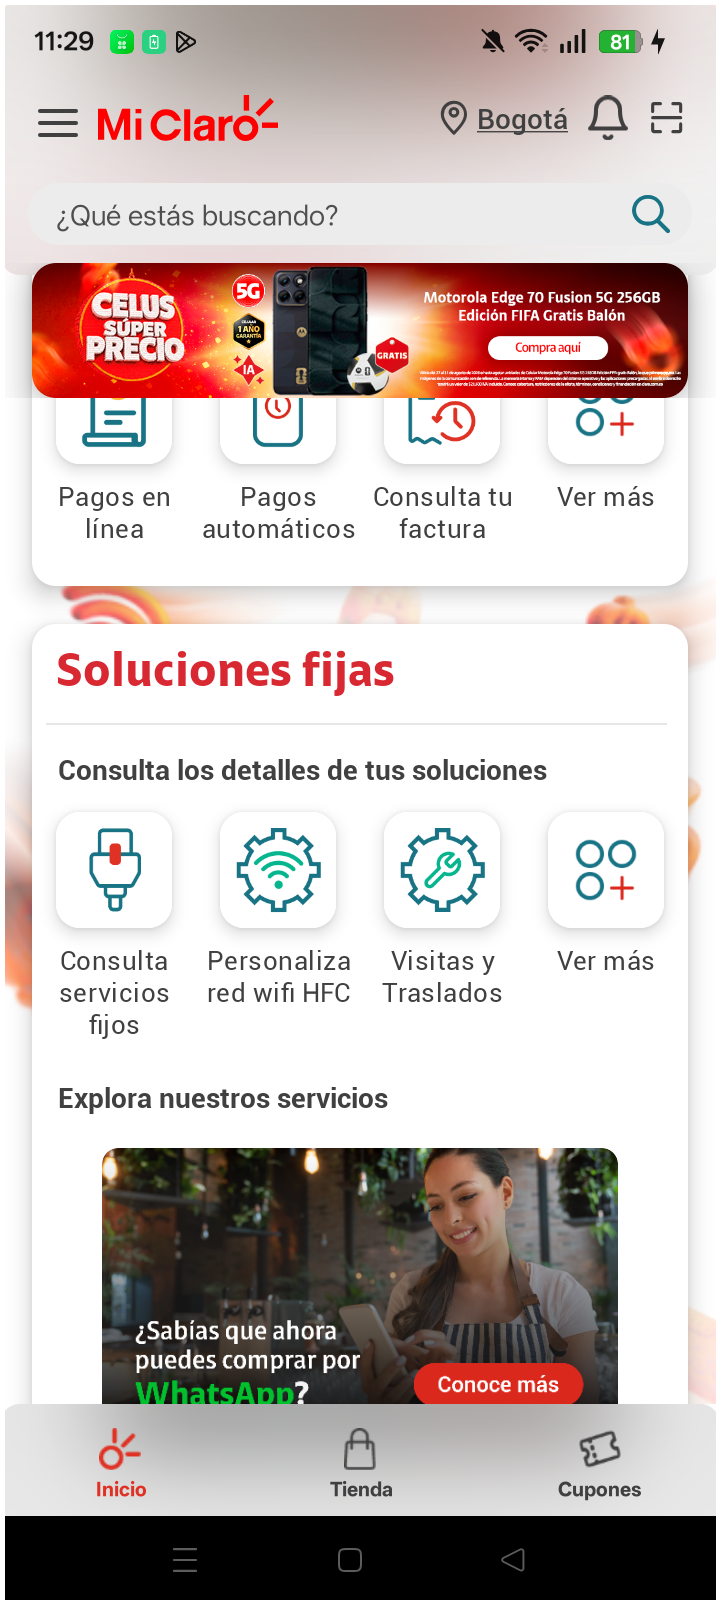 11:29
81
Mi Claro
Bogotá
¿Qué estás buscando?
CELUS
SÚPER
PRECIO
5G
1 AÑO
GARANTÍA
IA
GRATIS
Motorola Edge 70 Fusion 5G 256GB
Edición FIFA Gratis Balón
Compra aquí
Pagos en
línea
Pagos
automáticos
Consulta tu
factura
Ver más
Soluciones fijas
Consulta los detalles de tus soluciones
Consulta
servicios
fijos
Personaliza
red wifi HFC
Visitas y
Traslados
Ver más
Explora nuestros servicios
¿Sabías que ahora
puedes comprar por
WhatsApp?
Conoce más
Inicio
Tienda
Cupones